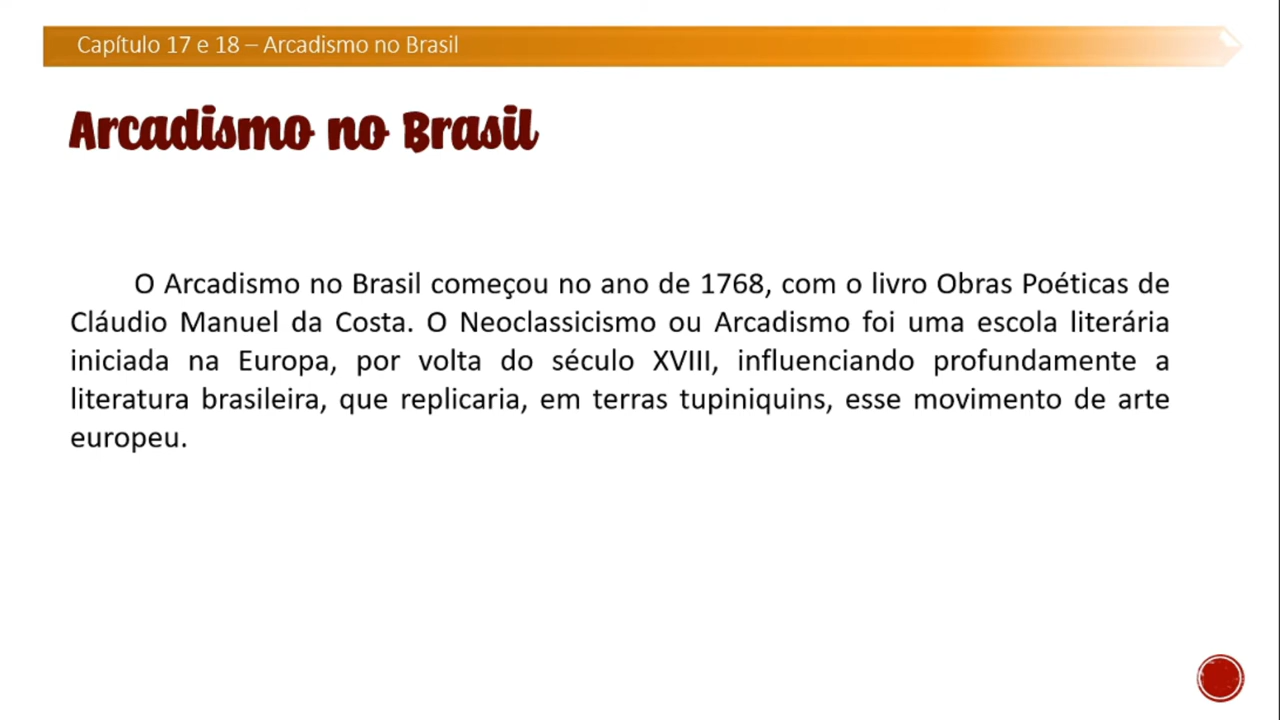 Capítulo 17 e 18 – Arcadismo no Brasil
Arcadismo no Brasil
O Arcadismo no Brasil começou no ano de 1768, com o livro Obras Poéticas de
Cláudio Manuel da Costa. O Neoclassicismo ou Arcadismo foi uma escola literária
iniciada na Europa, por volta do século XVIII, influenciando profundamente a
literatura brasileira, que replicaria, em terras tupiniquins, esse movimento de arte
europeu.